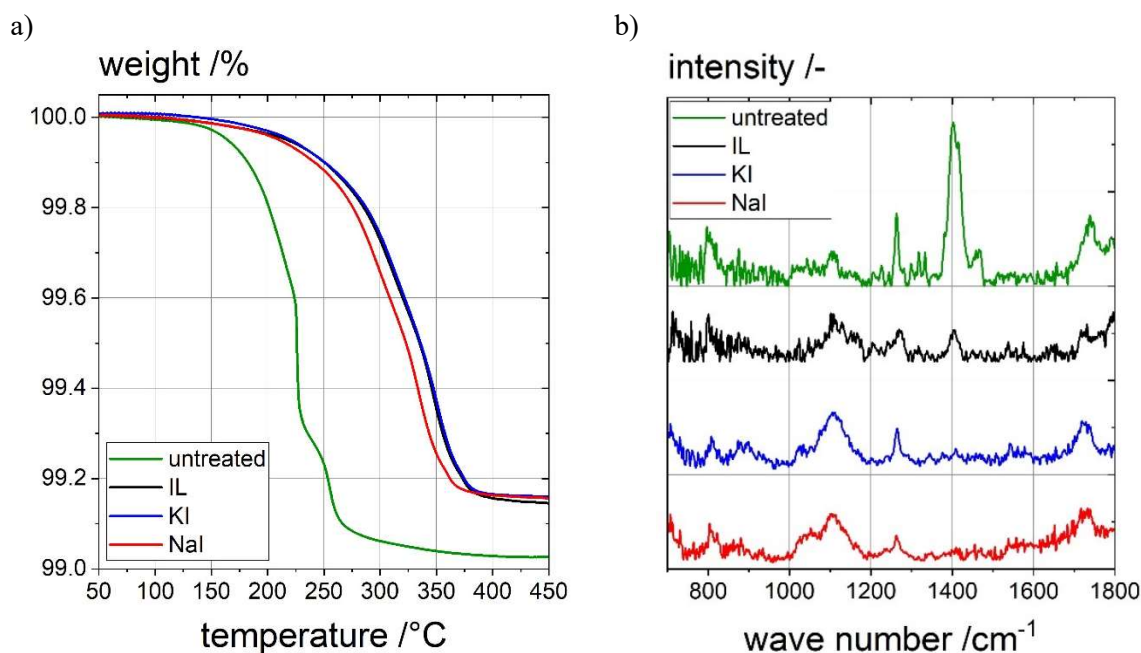 a)
weight /%
100.0
99.8
99.6
99.4
99.2
99.0
untreated
IL
KI
NaI
50 100 150 200 250 300 350 400 450
temperature /°C
b)
intensity /-
untreated
IL
KI
NaI
800 1000 1200 1400 1600 1800
wave number /cm⁻¹